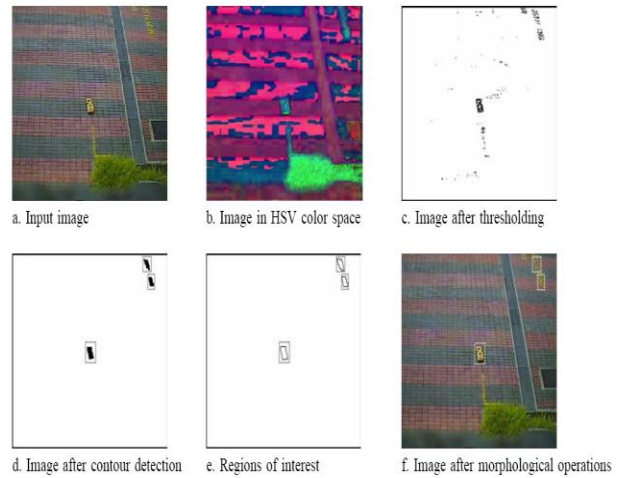 a. Input image
b. Image in HSV color space
c. Image after thresholding
d. Image after contour detection
e. Regions of interest
f. Image after morphological operations